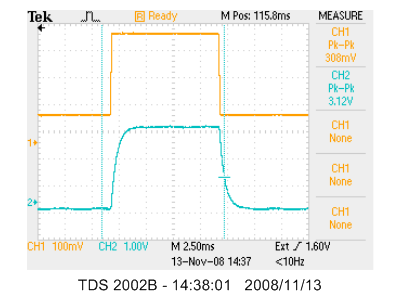 Tek Ready M Pos: 115.8ms MEASURE
CH1
Pk-Pk
308mV
CH2
Pk-Pk
3.12V
CH1
None
CH1
None
CH1
None
1
2
CH1 100mV CH2 1.00V M 2.50ms Ext 1.60V
13-Nov-08 14:37 <10Hz
TDS 2002B - 14:38:01 2008/11/13